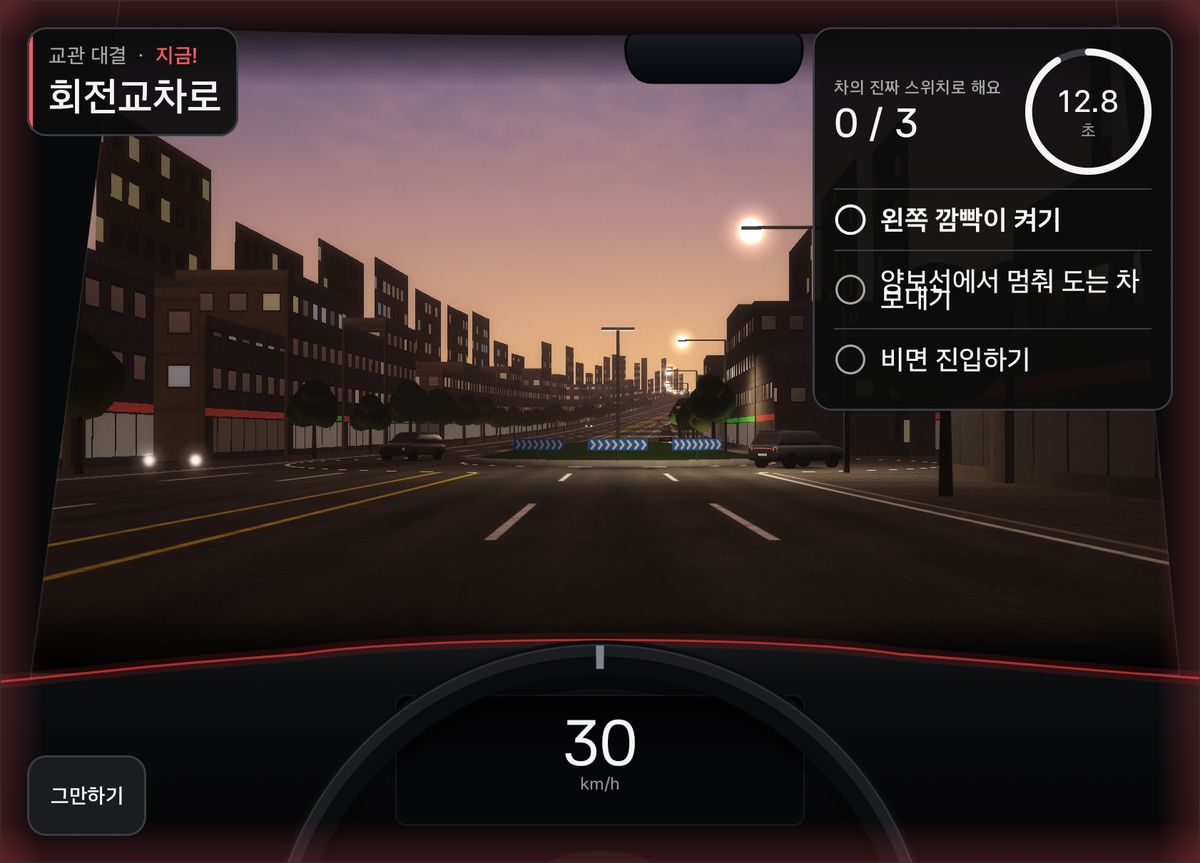 교관 대결 · 지금!
회전교차로
차의 진짜 스위치로 해요
0 / 3
12.8
초
왼쪽 깜빡이 켜기
양보선에서 멈춰 도는 차
보내기
비면 진입하기
30
km/h
그만하기